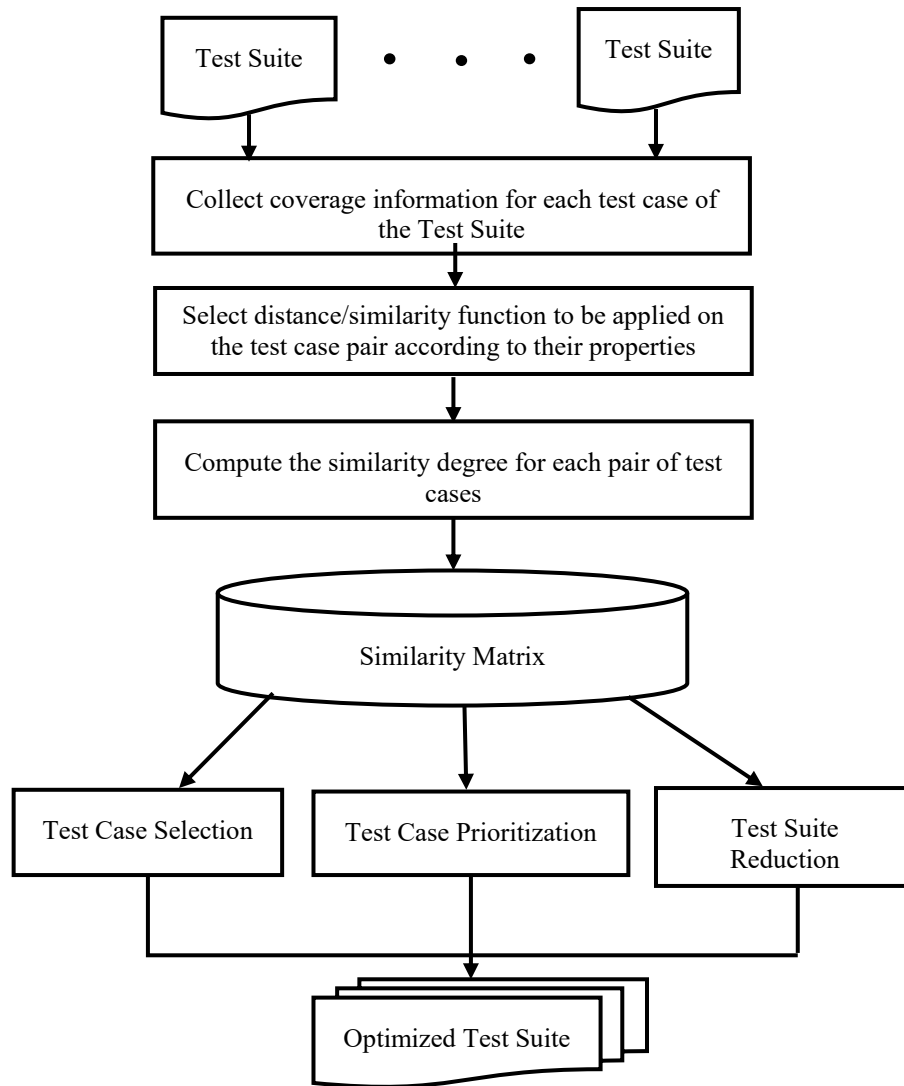 Test Suite
Test Suite
Collect coverage information for each test case of
the Test Suite
Select distance/similarity function to be applied on
the test case pair according to their properties
Compute the similarity degree for each pair of test
cases
Similarity Matrix
Test Case Selection
Test Case Prioritization
Test Suite
Reduction
Optimized Test Suite